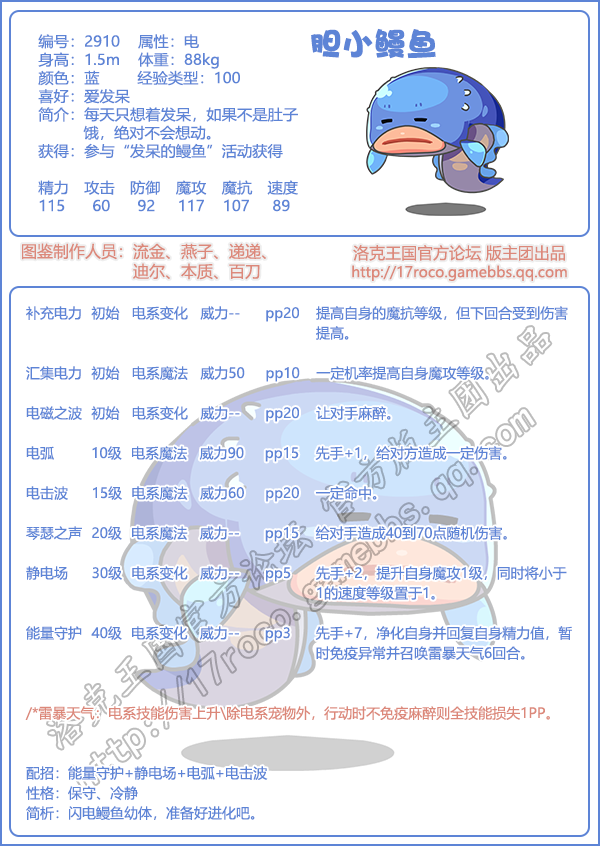 胆小鳗鱼
编号：2910 属性：电
身高：1.5m 体重：88kg
颜色：蓝 经验类型：100
喜好：爱发呆
简介：每天只想着发呆，如果不是肚子
饿，绝对不会想动。
获得：参与“发呆的鳗鱼”活动获得
精力 攻击 防御 魔攻 魔抗 速度
115 60 92 117 107 89
图鉴制作人员：流金、燕子、递递、
迪尔、本质、百刀
洛克王国官方论坛 版主团出品
http://17roco.gamebbs.qq.com
补充电力 初始 电系变化 威力-- pp20 提高自身的魔抗等级，但下回合受到伤害
提高。
汇集电力 初始 电系魔法 威力50 pp10 一定机率提高自身魔攻等级。
电磁之波 初始 电系变化 威力-- pp20 让对手麻醉。
电弧 10级 电系魔法 威力90 pp15 先手+1，给对方造成一定伤害。
电击波 15级 电系魔法 威力60 pp20 一定命中。
琴瑟之声 20级 电系魔法 威力-- pp15 给对手造成40到70点随机伤害。
静电场 30级 电系变化 威力-- pp5 先手+2，提升自身魔攻1级，同时将小于
1的速度等级置于1。
能量守护 40级 电系变化 威力-- pp3 先手+7，净化自身并回复自身精力值，暂
时免疫异常并召唤雷暴天气6回合。
/*雷暴天气：电系技能伤害上升\除电系宠物外，行动时不免疫麻醉则全技能损失1PP。
配招：能量守护+静电场+电弧+电击波
性格：保守、冷静
简析：闪电鳗鱼幼体，准备好进化吧。
洛克王国官方论坛 官方版主团出品
http://17roco.gamebbs.qq.com